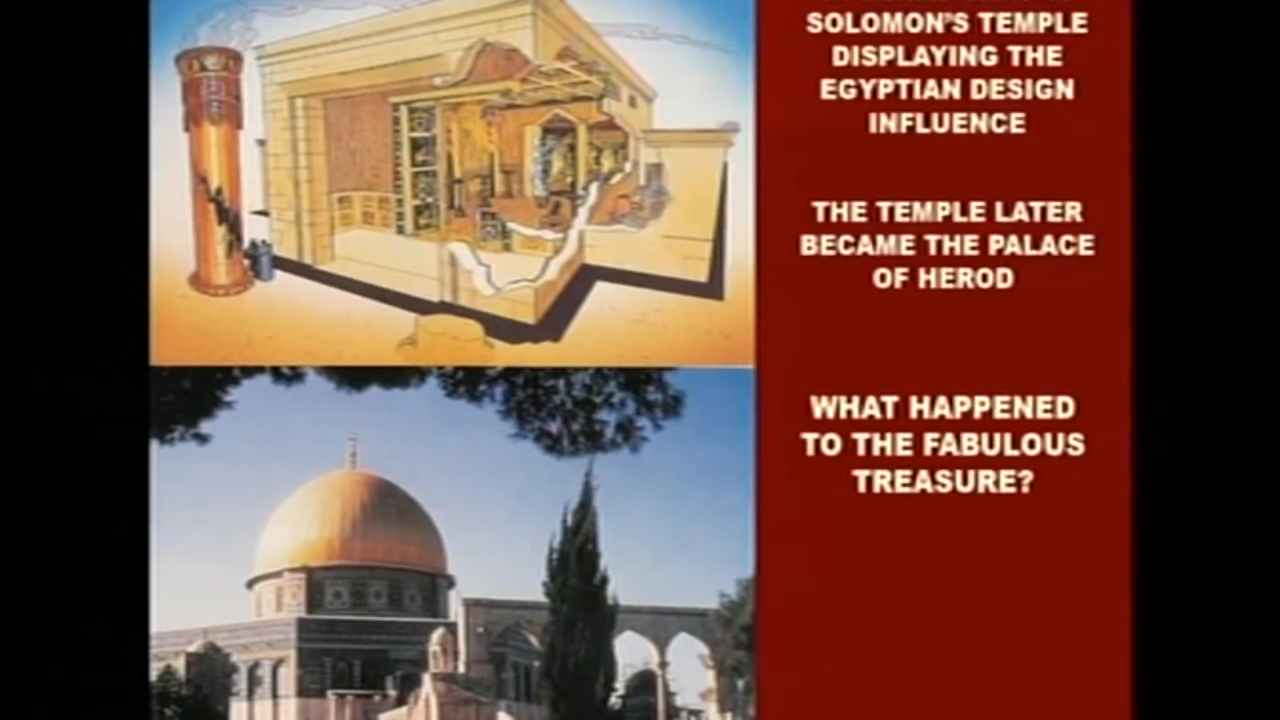 SOLOMON'S TEMPLE
DISPLAYING THE
EGYPTIAN DESIGN
INFLUENCE
THE TEMPLE LATER
BECAME THE PALACE
OF HEROD
WHAT HAPPENED
TO THE FABULOUS
TREASURE?